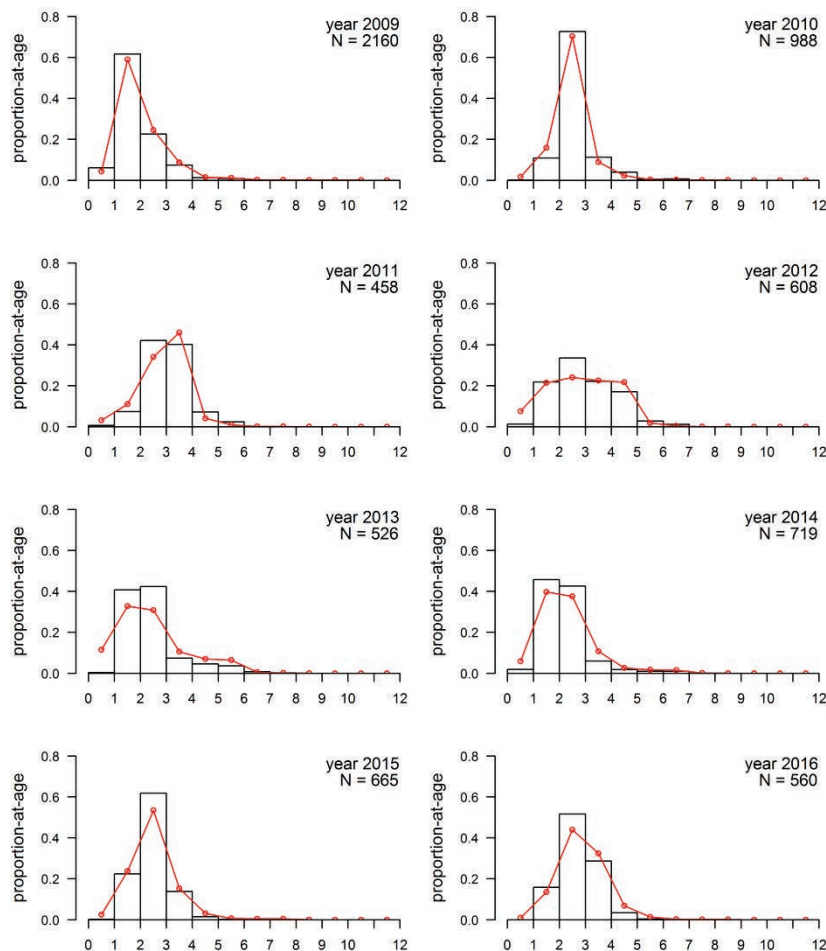 year 2009
N = 2160
proportion-at-age
0.8
0.6
0.4
0.2
0.0
0 1 2 3 4 5 6 7 8 9 10 12
year 2010
N = 988
proportion-at-age
0.8
0.6
0.4
0.2
0.0
0 1 2 3 4 5 6 7 8 9 10 12
year 2011
N = 458
proportion-at-age
0.8
0.6
0.4
0.2
0.0
0 1 2 3 4 5 6 7 8 9 10 12
year 2012
N = 608
proportion-at-age
0.8
0.6
0.4
0.2
0.0
0 1 2 3 4 5 6 7 8 9 10 12
year 2013
N = 526
proportion-at-age
0.8
0.6
0.4
0.2
0.0
0 1 2 3 4 5 6 7 8 9 10 12
year 2014
N = 719
proportion-at-age
0.8
0.6
0.4
0.2
0.0
0 1 2 3 4 5 6 7 8 9 10 12
year 2015
N = 665
proportion-at-age
0.8
0.6
0.4
0.2
0.0
0 1 2 3 4 5 6 7 8 9 10 12
year 2016
N = 560
proportion-at-age
0.8
0.6
0.4
0.2
0.0
0 1 2 3 4 5 6 7 8 9 10 12